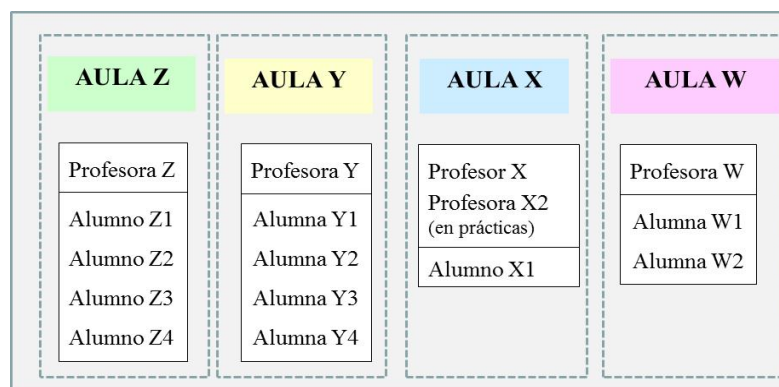 AULA Z
Profesora Z
Alumno Z1
Alumno Z2
Alumno Z3
Alumno Z4
AULA Y
Profesora Y
Alumna Y1
Alumna Y2
Alumna Y3
Alumna Y4
AULA X
Profesor X
Profesora X2
(en prácticas)
Alumno X1
AULA W
Profesora W
Alumna W1
Alumna W2